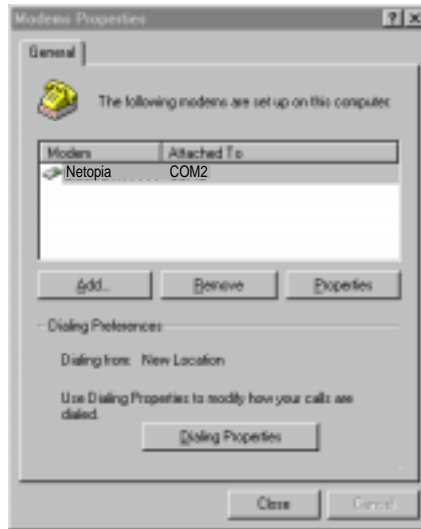 Modems Properties
? ×
General
The following modems are set up on this computer:
Modem Attached To
Netopia COM2
Add... Remove Properties
Dialing Preferences
Dialing from: New Location
Use Dialing Properties to modify how your calls are
dialed.
Dialing Properties
Close Cancel